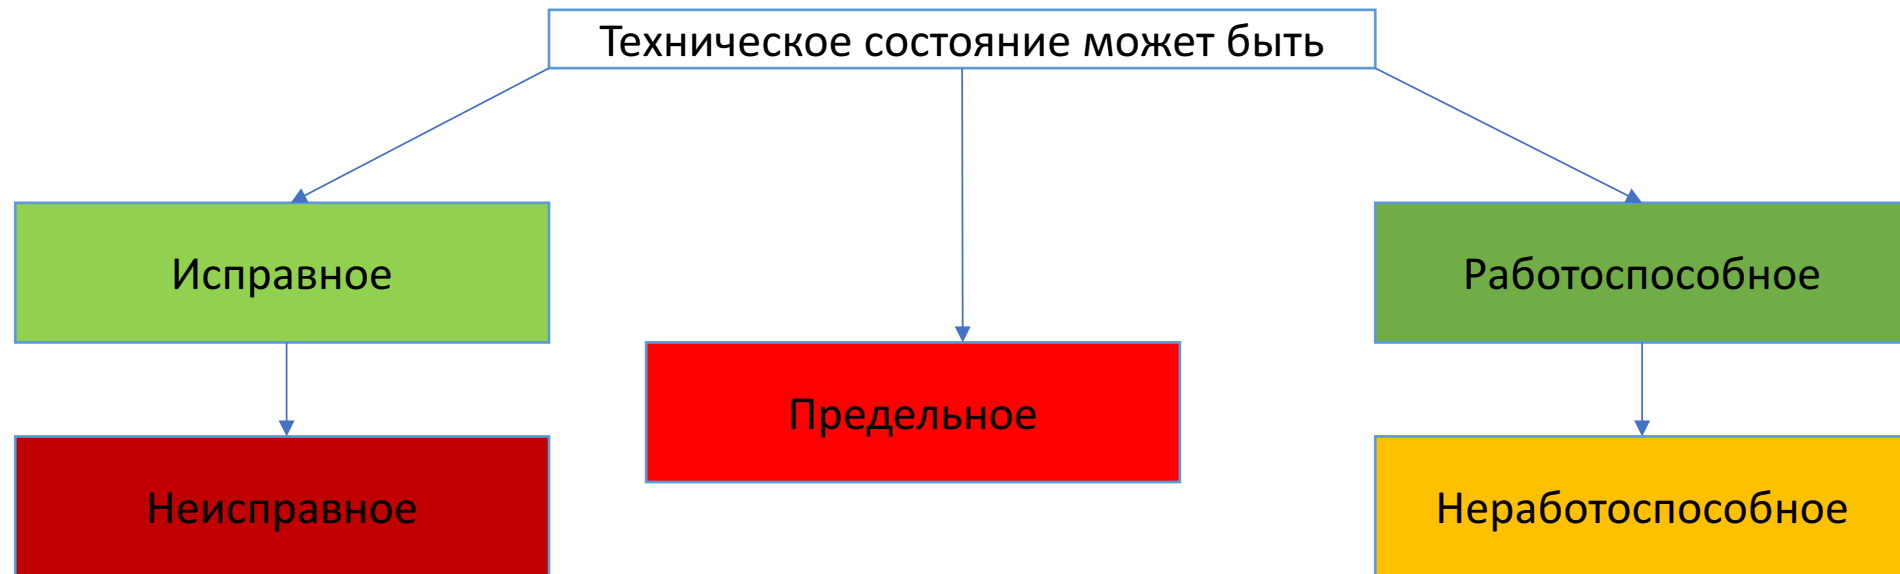 Техническое состояние может быть
Исправное
Работоспособное
Предельное
Неисправное
Неработоспособное